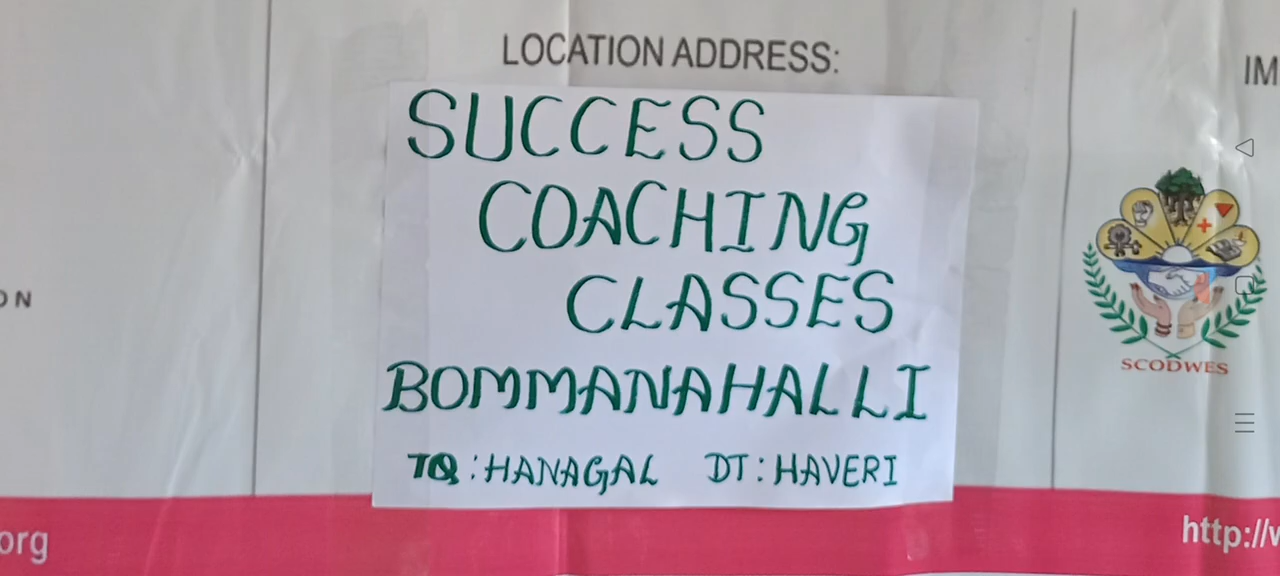 LOCATION ADDRESS:
IM
SUCCESS
COACHING
CLASSES
BOMMANAHALLI
TQ : HANAGAL DT : HAVERI
ON
SCODWES
.org
http://w